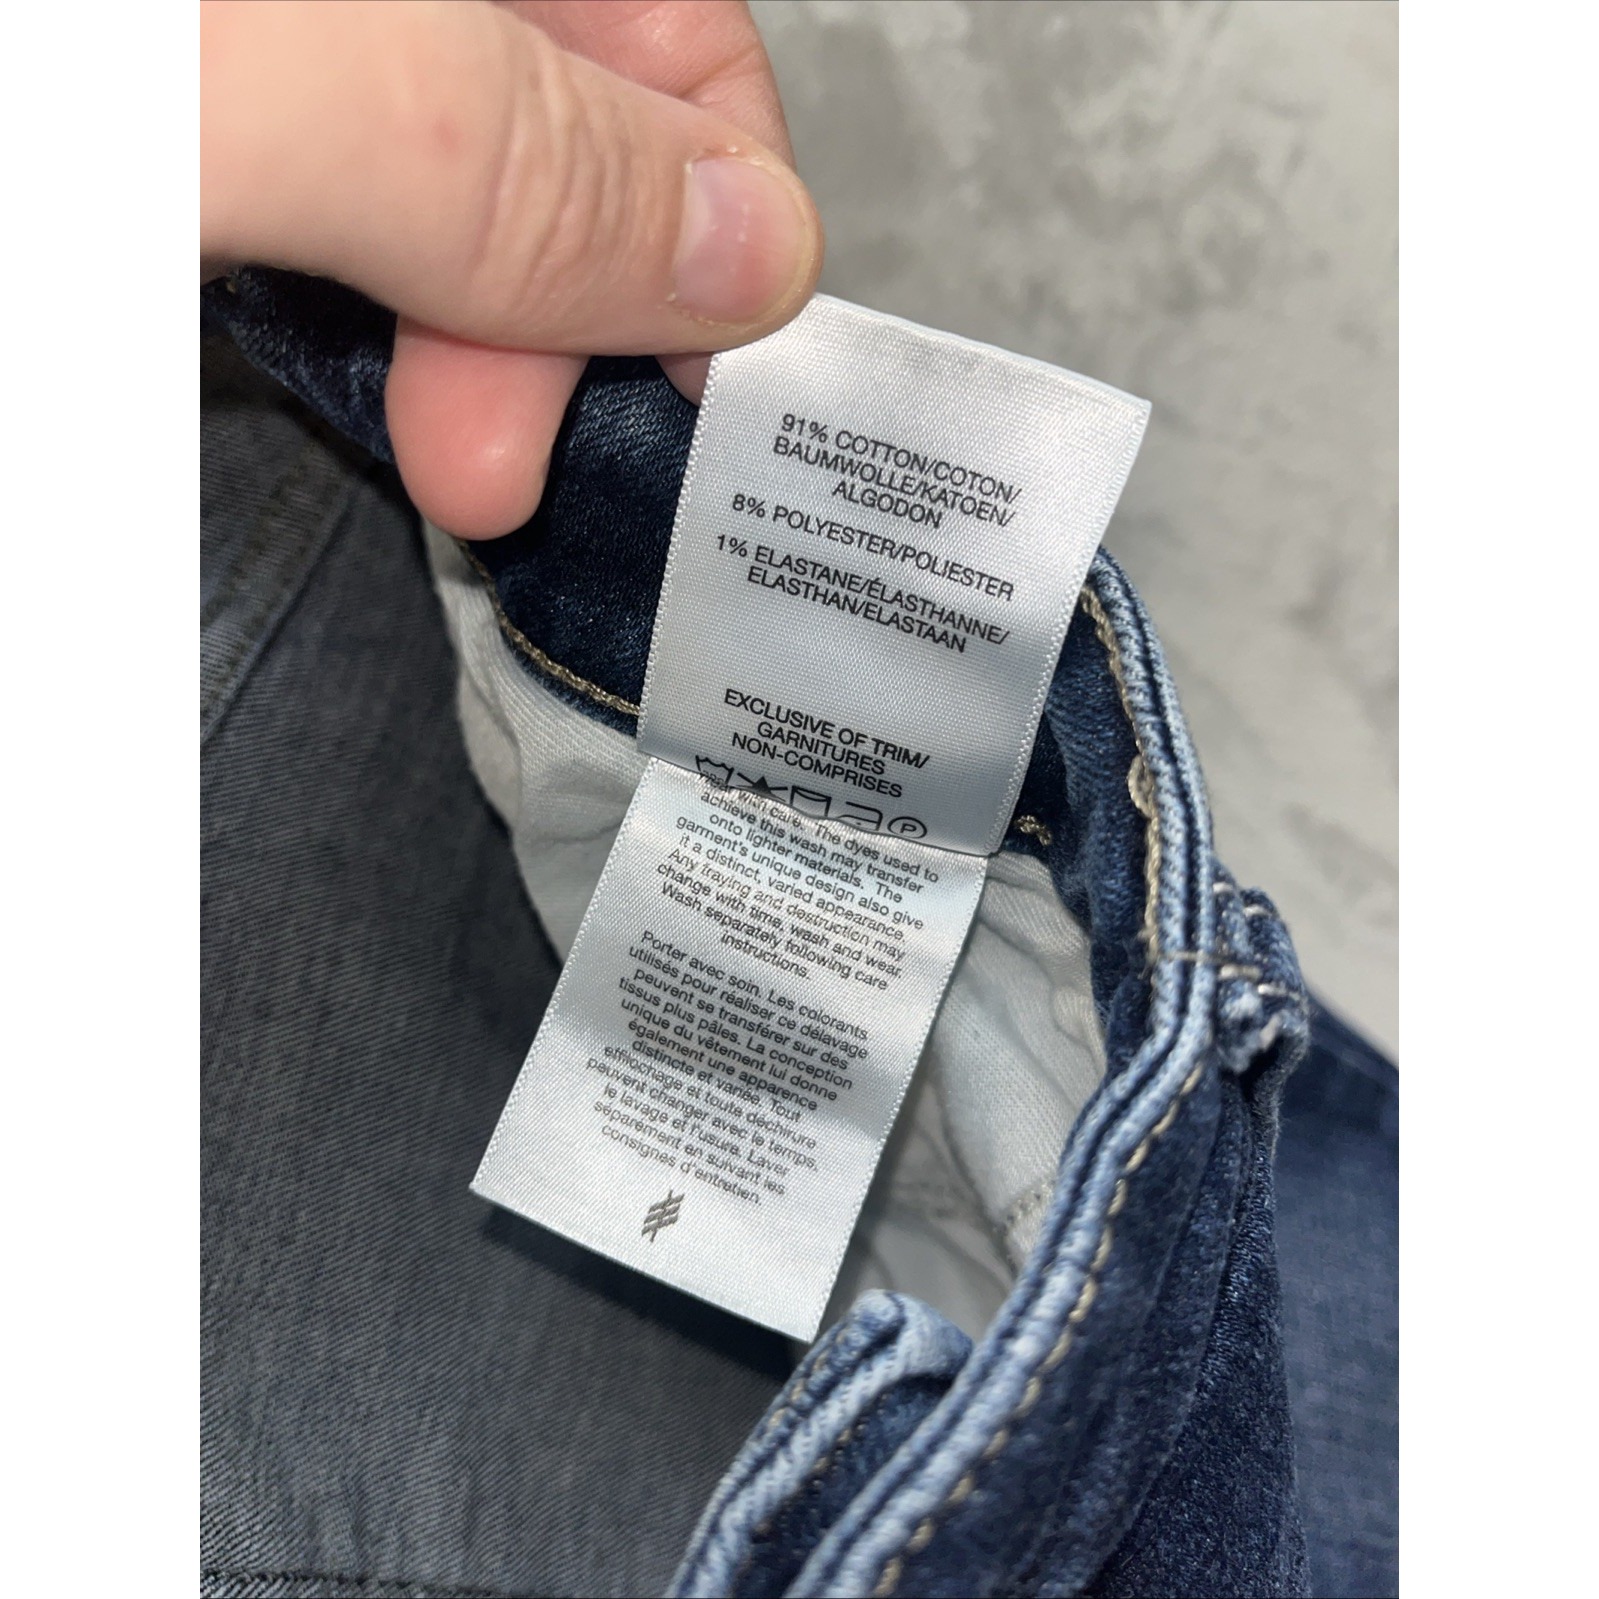 91% COTTON/COTON/
BAUMWOLLE/KATOEN/
ALGODON
8% POLYESTER/POLIESTER
1% ELASTANE/ÉLASTHANNE/
ELASTHAN/ELASTAAN
EXCLUSIVE OF TRIM/
GARNITURES
NON-COMPRISES
P
Wear with care. The dyes used to
achieve this wash may transfer
onto lighter materials. The
garment's unique design also give
it a distinct, varied appearance.
Any fraying and destruction may
change with time, wash and wear.
Wash separately following care
instructions.
Porter avec soin. Les colorants
utilisés pour réaliser ce délavage
peuvent se transférer sur des
tissus plus pâles. La conception
unique du vêtement lui donne
également une apparence
distincte et variée. Tout
effilochage et toute déchirure
peuvent changer avec le temps,
le lavage et l'usure. Laver
séparement en suivant les
consignes d'entretien.